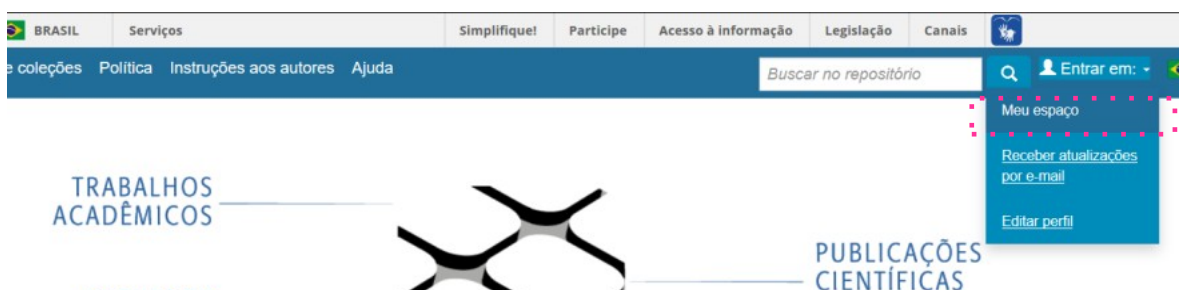 BRASIL Serviços Simplifique! Participe Acesso à informação Legislação Canais
e coleções Política Instruções aos autores Ajuda Buscar no repositório Entrar em:
Meu espaço
Receber atualizações
por e-mail
Editar perfil
TRABALHOS
ACADÊMICOS
PUBLICAÇÕES
CIENTÍFICAS